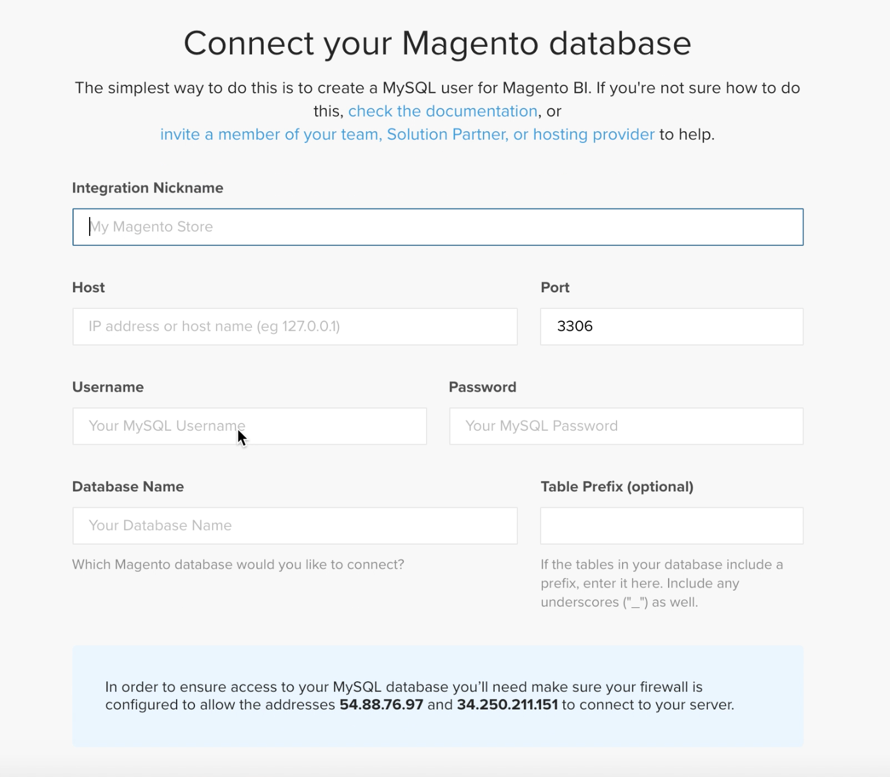 Connect your Magento database
The simplest way to do this is to create a MySQL user for Magento BI. If you're not sure how to do
this, check the documentation, or
invite a member of your team, Solution Partner, or hosting provider to help.
Integration Nickname
My Magento Store
Host
Port
IP address or host name (eg 127.0.0.1)
3306
Username
Password
Your MySQL Username
Your MySQL Password
Database Name
Table Prefix (optional)
Your Database Name
Which Magento database would you like to connect?
If the tables in your database include a
prefix, enter it here. Include any
underscores ("_") as well.
In order to ensure access to your MySQL database you'll need make sure your firewall is
configured to allow the addresses 54.88.76.97 and 34.250.211.151 to connect to your server.